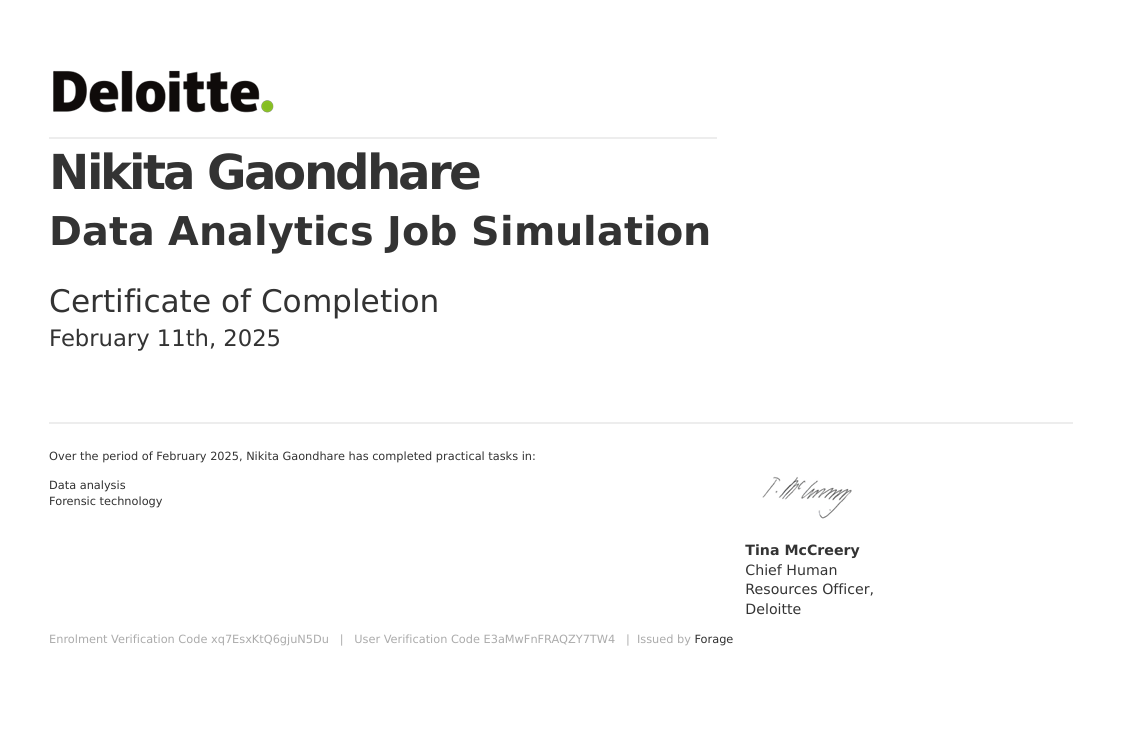 Deloitte.
Nikita Gaondhare
Data Analytics Job Simulation
Certificate of Completion
February 11th, 2025
Over the period of February 2025, Nikita Gaondhare has completed practical tasks in:
Data analysis
Forensic technology
T. McCreery
Tina McCreery
Chief Human
Resources Officer,
Deloitte
Enrolment Verification Code xq7EsxKtQ6gjuN5Du | User Verification Code E3aMwFnFRAQZY7TW4 | Issued by Forage